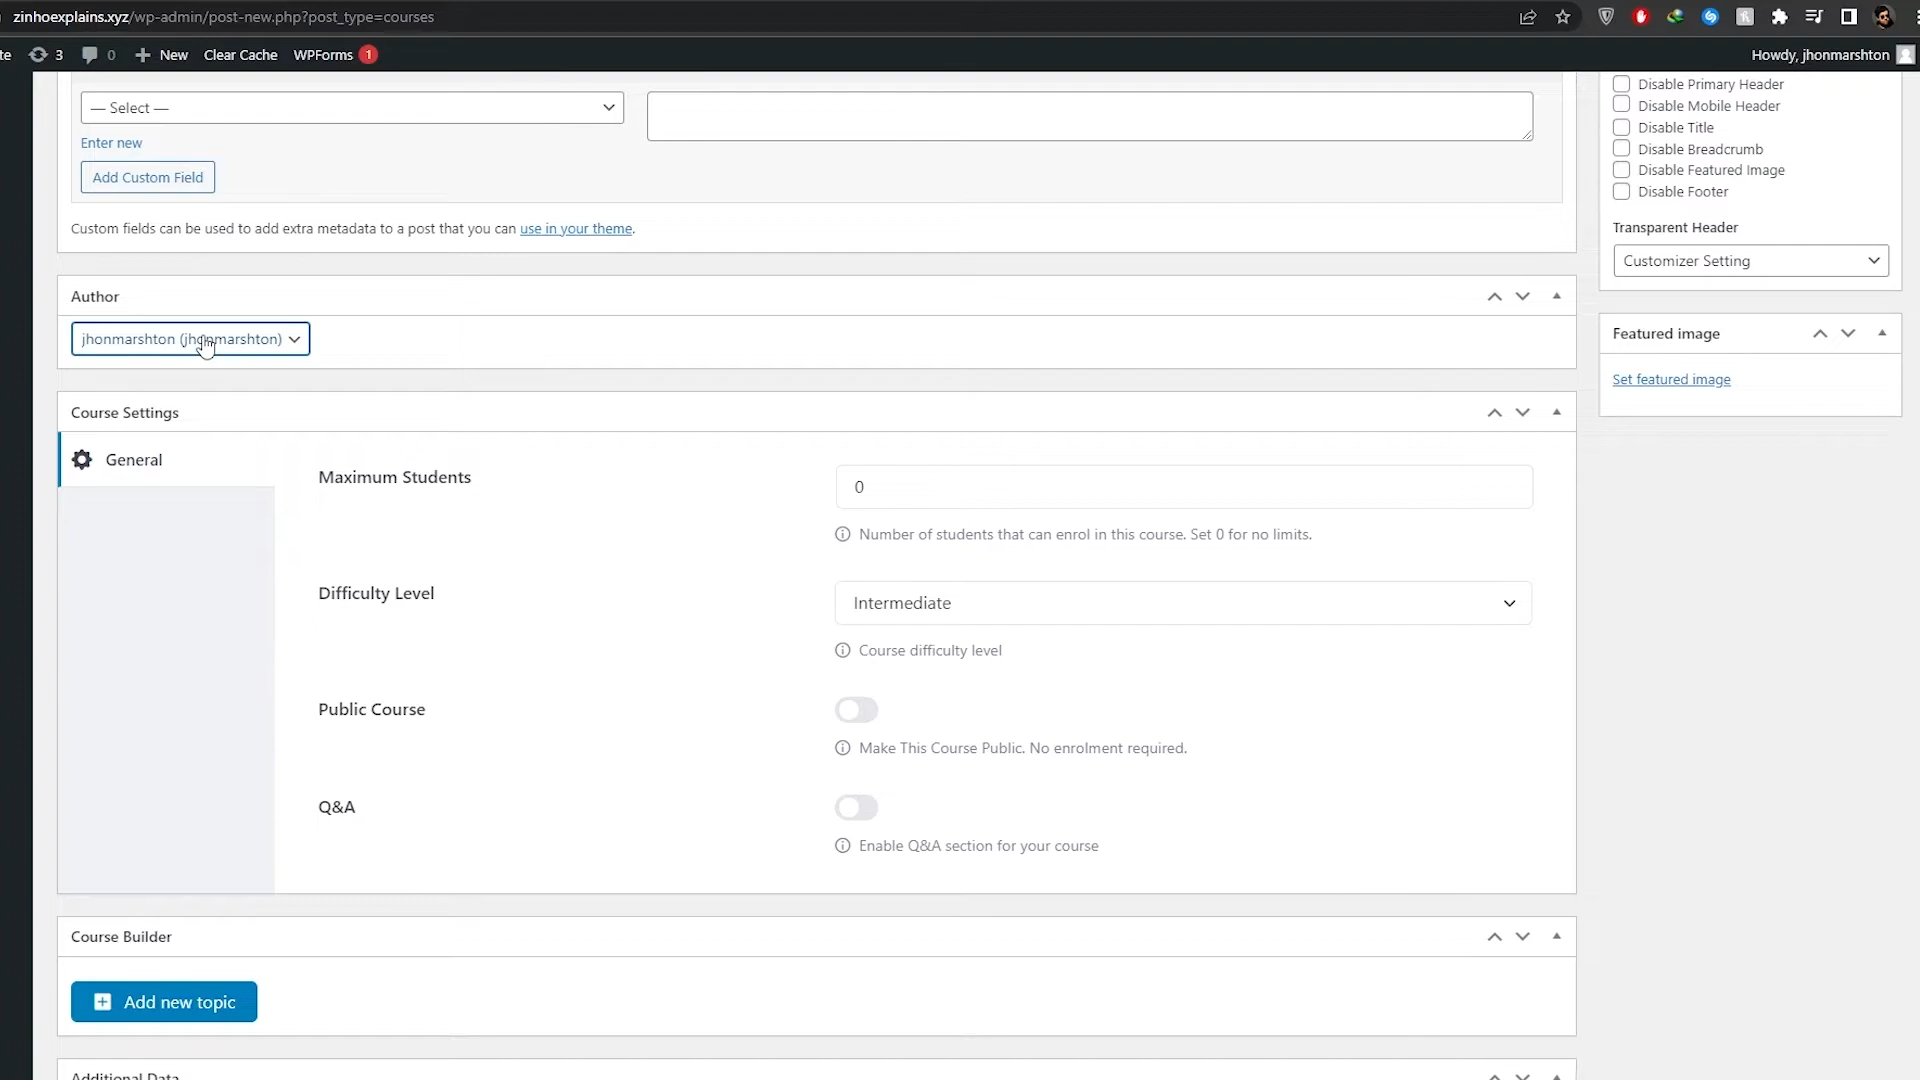 zinhoexplains.xyz/wp-admin/post-new.php?post_type=courses
te 3 0 New Clear Cache WPForms 1 Howdy, jhonmarshton
— Select —
Enter new
Add Custom Field
Custom fields can be used to add extra metadata to a post that you can use in your theme.
Author
jhonmarshton (jhonmarshton)
Course Settings
General
Maximum Students
0
Number of students that can enrol in this course. Set 0 for no limits.
Difficulty Level
Intermediate
Course difficulty level
Public Course
Make This Course Public. No enrolment required.
Q&A
Enable Q&A section for your course
Course Builder
Add new topic
Additional Data
Disable Primary Header
Disable Mobile Header
Disable Title
Disable Breadcrumb
Disable Featured Image
Disable Footer
Transparent Header
Customizer Setting
Featured image
Set featured image